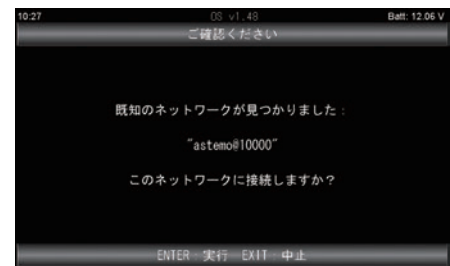 10:27 OS v1.48 Batt: 12.06 V
ご確認ください
既知のネットワークが見つかりました：
"astemo@10000"
このネットワークに接続しますか？
ENTER：実行 EXIT：中止